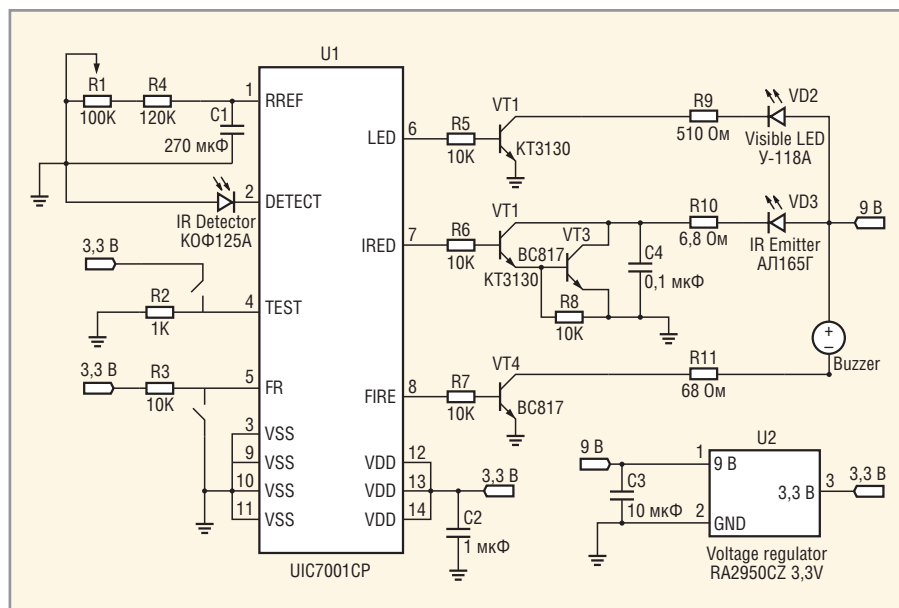 U1
R1
100K
R4
120K
C1
270 мкФ
1
RREF
2
DETECT
IR Detector
КОФ125А
3,3 В
R2
1K
4
TEST
3,3 В
R3
10K
5
FR
3
VSS
9
VSS
10
VSS
11
VSS
LED
6
IRED
7
FIRE
8
VDD
12
VDD
13
VDD
14
UIC7001CP
R5
10K
VT1
КТ3130
R9
510 Ом
VD2
Visible LED
У-118А
R6
10K
VT1
КТ3130
BC817
VT3
R8
10K
C4
0,1 мкФ
R10
6,8 Ом
VD3
IR Emitter
АЛ165Г
9 В
+
–
Buzzer
R7
10K
VT4
BC817
R11
68 Ом
3,3 В
C2
1 мкФ
9 В
C3
10 мкФ
U2
1
9 В
2
GND
3,3 В
3
3,3 В
Voltage regulator
RA2950CZ 3,3V